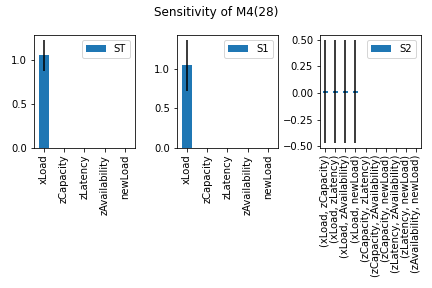 Sensitivity of M4(28)
ST
1.0
0.5
0.0
xLoad
zCapacity
zLatency
zAvailability
newLoad
S1
1.0
0.5
0.0
xLoad
zCapacity
zLatency
zAvailability
newLoad
S2
0.50
0.25
0.00
−0.25
−0.50
(xLoad, zCapacity)
(xLoad, zLatency)
(xLoad, zAvailability)
(xLoad, newLoad)
(zCapacity, zLatency)
(zCapacity, zAvailability)
(zCapacity, newLoad)
(zLatency, zAvailability)
(zLatency, newLoad)
(zAvailability, newLoad)